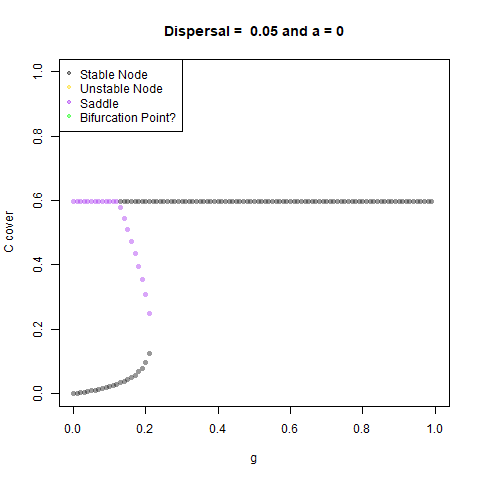 Dispersal =  0.05 and a = 0
Stable Node
Unstable Node
Saddle
Bifurcation Point?
C cover
1.0
0.8
0.6
0.4
0.2
0.0
0.0 0.2 0.4 0.6 0.8 1.0
g